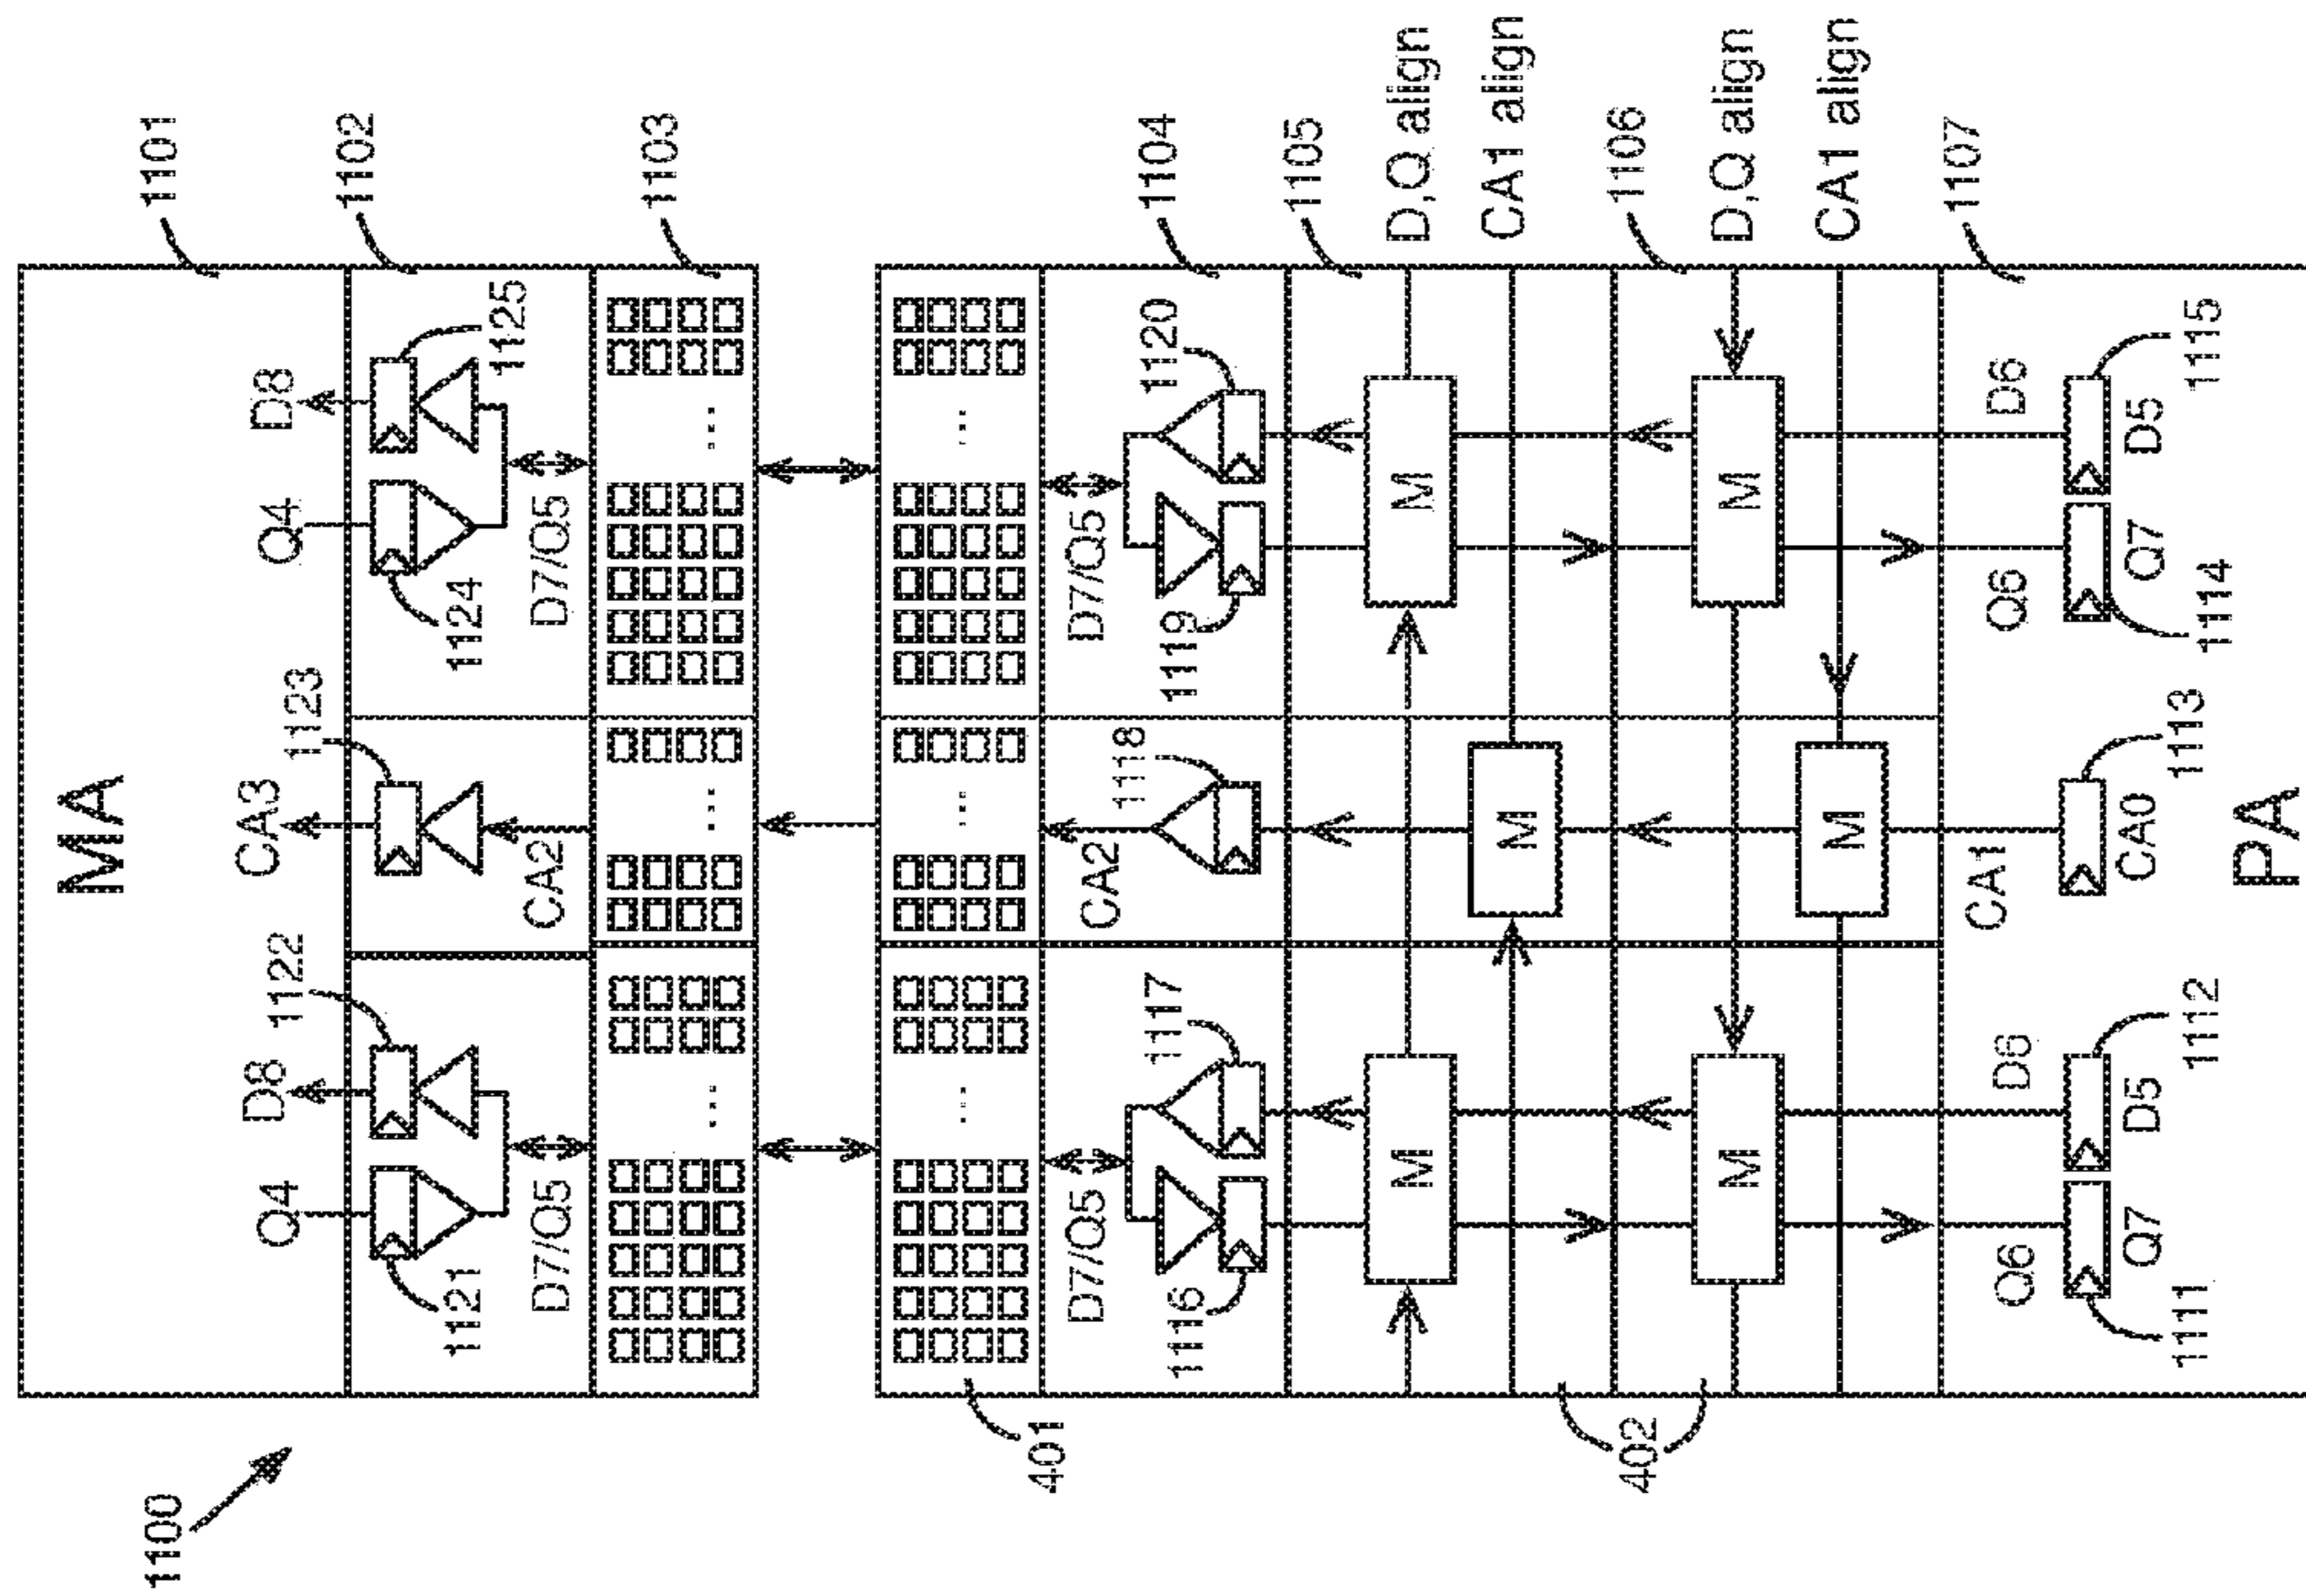 1100
MA
1101
Q4
D8
CA3
Q4
D8
1121
1122
1123
1124
1125
1102
D7/Q5
CA2
D7/Q5
1103
401
D7/Q5
CA2
D7/Q5
1104
1116
1117
1118
1119
1120
1105
M
M
D,Q align
M
CA1 align
402
1106
M
M
D,Q align
M
CA1 align
1107
Q6
D6
CA1
Q6
D6
Q7
D5
CA0
Q7
D5
1111
1112
1113
1114
1115
PA